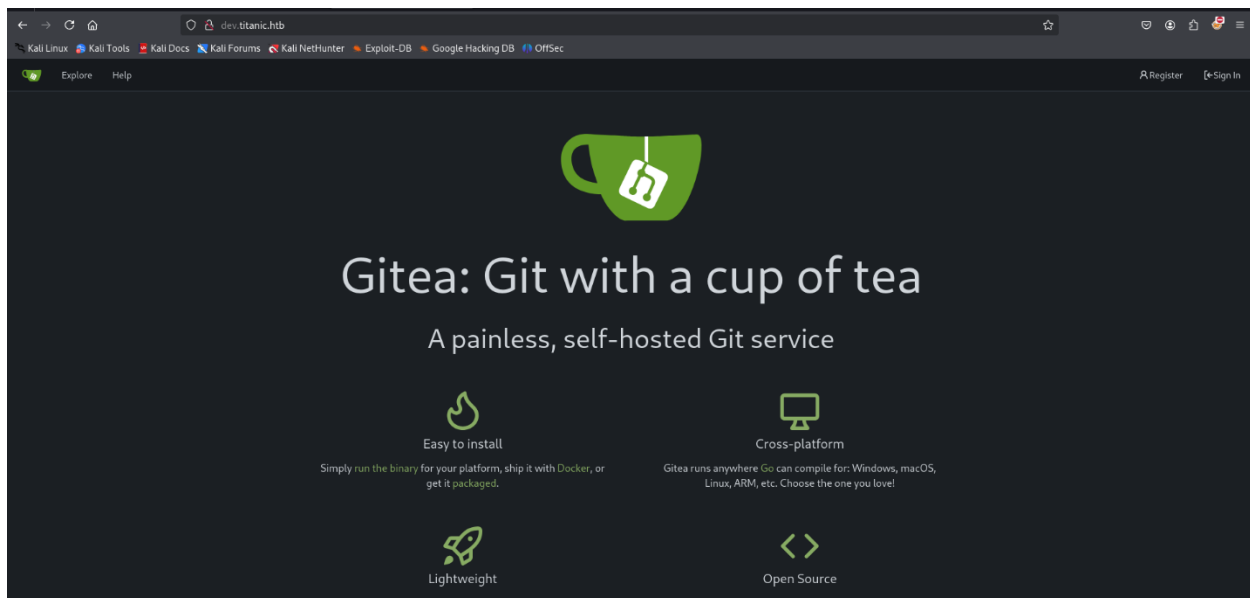 dev.titanic.htb
Kali Linux Kali Tools Kali Docs Kali Forums Kali NetHunter Exploit-DB Google Hacking DB OffSec
Explore Help Register Sign In
Gitea: Git with a cup of tea
A painless, self-hosted Git service
Easy to install
Simply run the binary for your platform, ship it with Docker, or
get it packaged.
Cross-platform
Gitea runs anywhere Go can compile for: Windows, macOS,
Linux, ARM, etc. Choose the one you love!
Lightweight
Open Source